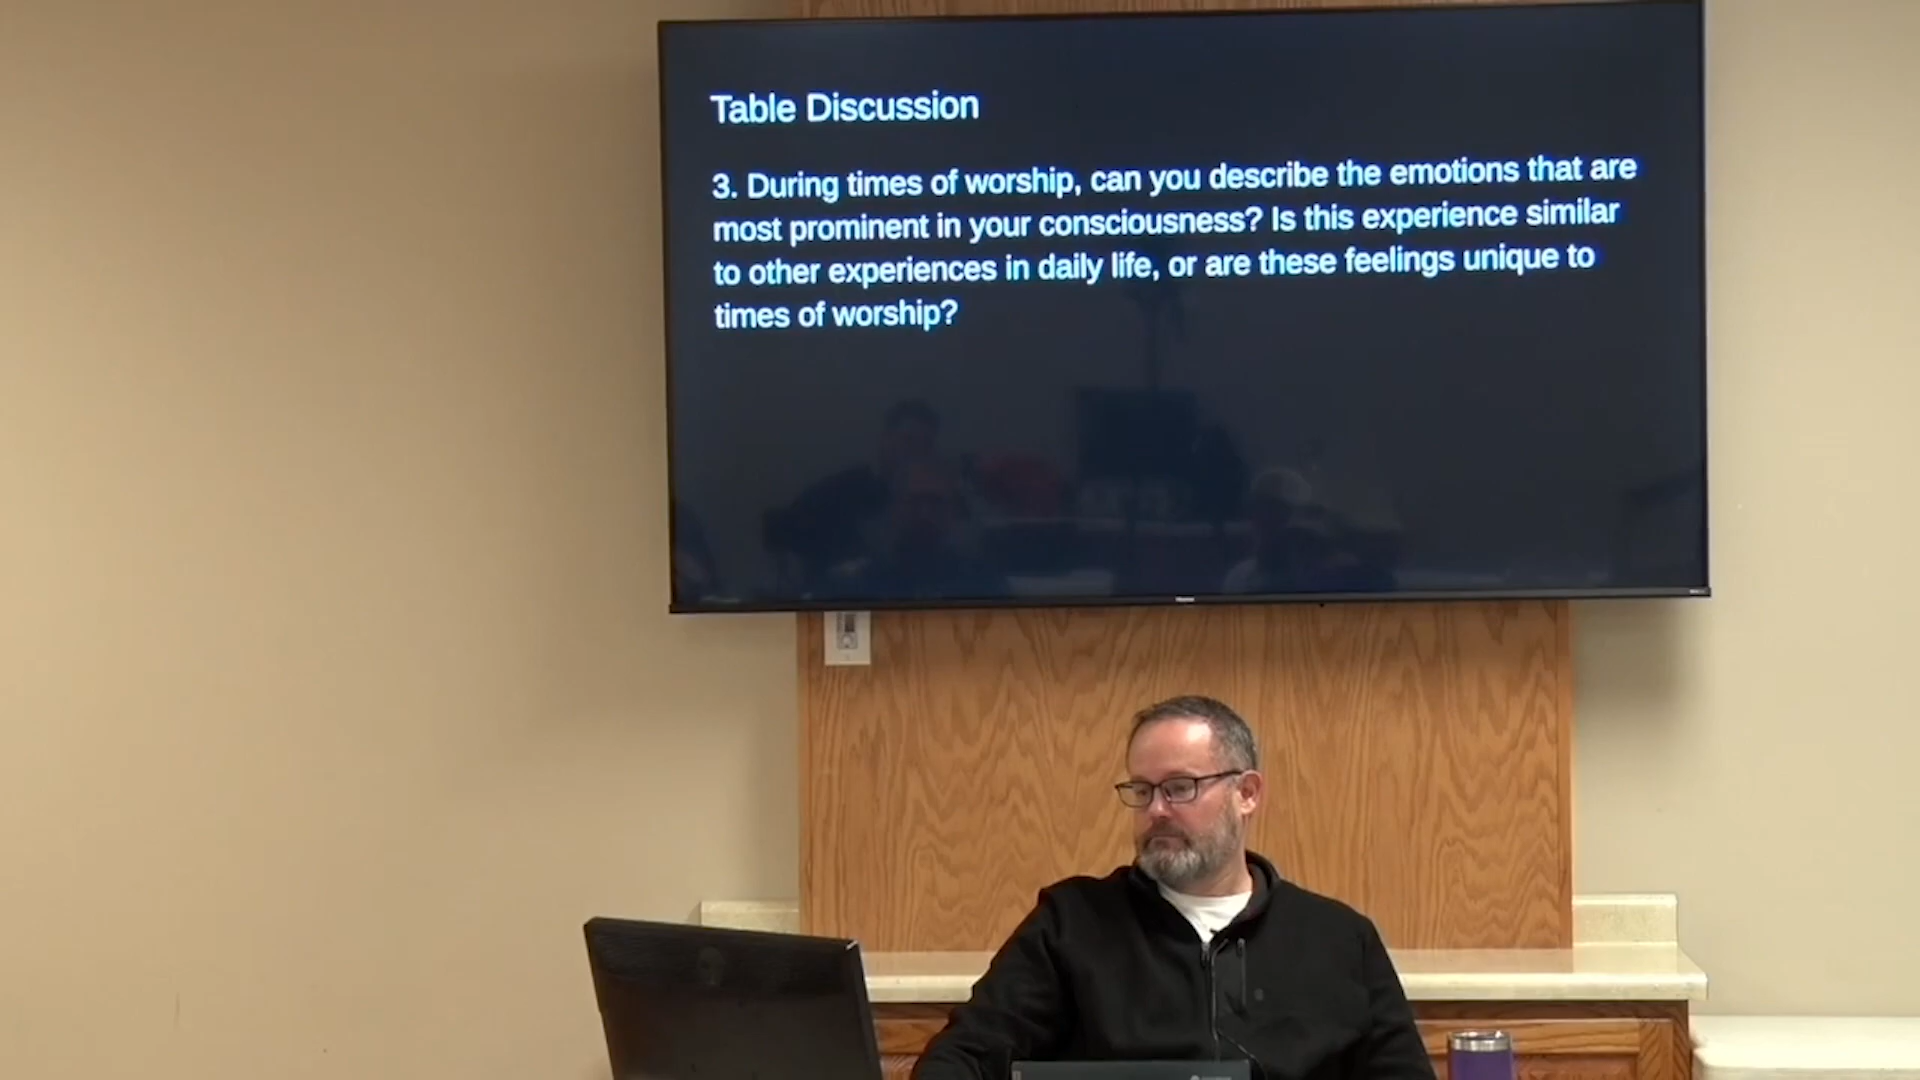 Table Discussion
3. During times of worship, can you describe the emotions that are
most prominent in your consciousness? Is this experience similar
to other experiences in daily life, or are these feelings unique to
times of worship?